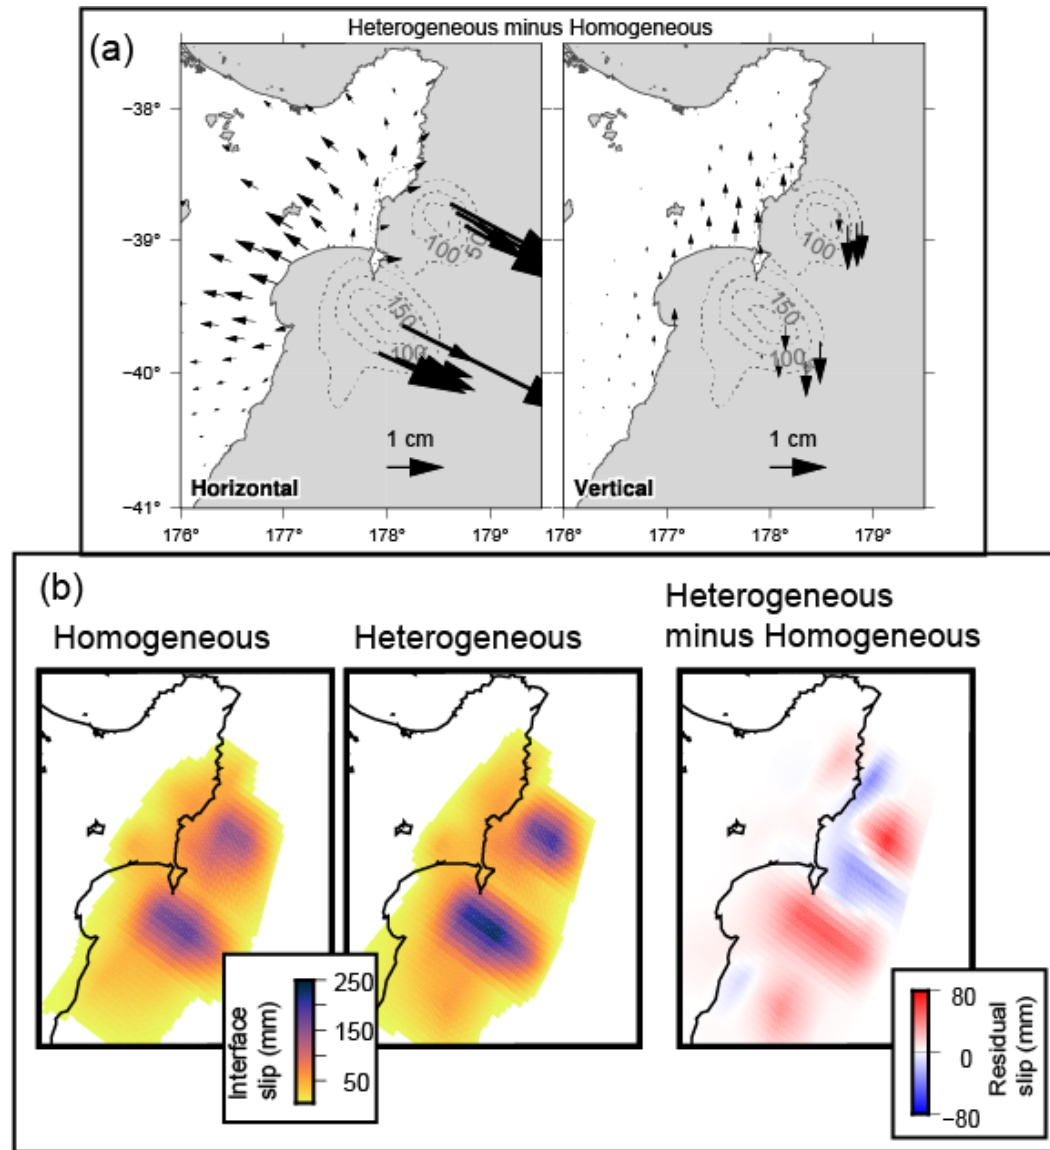 Heterogeneous minus Homogeneous
(a)
−38°
−39°
−40°
−41°
100
50
150
100
1 cm
Horizontal
176°
177°
178°
179°
100
150
100
1 cm
Vertical
176°
177°
178°
179°
(b)
Homogeneous
Heterogeneous
Heterogeneous
minus Homogeneous
Interface
slip (mm)
250
150
50
80
0
−80
Residual
slip (mm)